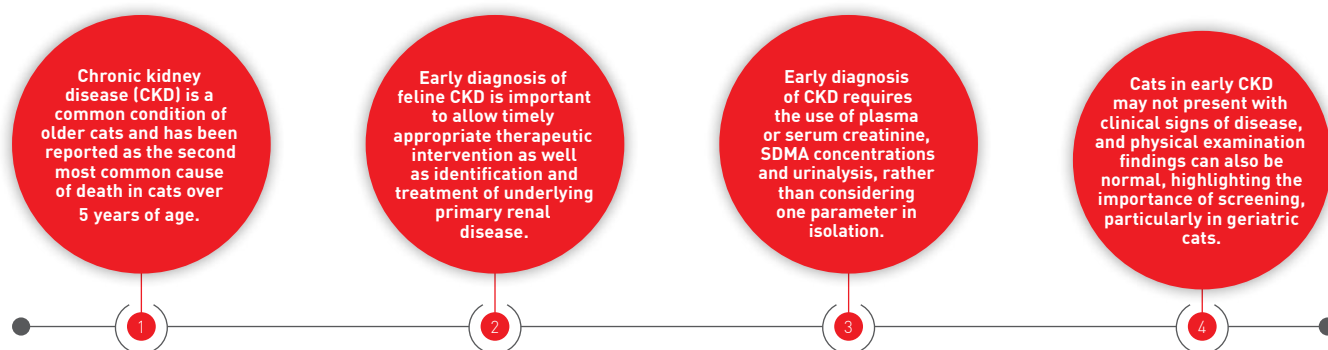 Chronic kidney
disease (CKD) is a
common condition of
older cats and has been
reported as the second
most common cause
of death in cats over
5 years of age.
1
Early diagnosis of
feline CKD is important
to allow timely
appropriate therapeutic
intervention as well
as identification and
treatment of underlying
primary renal
disease.
2
Early diagnosis
of CKD requires
the use of plasma
or serum creatinine,
SDMA concentrations
and urinalysis, rather
than considering
one parameter in
isolation.
3
Cats in early CKD
may not present with
clinical signs of disease,
and physical examination
findings can also be
normal, highlighting the
importance of screening,
particularly in geriatric
cats.
4